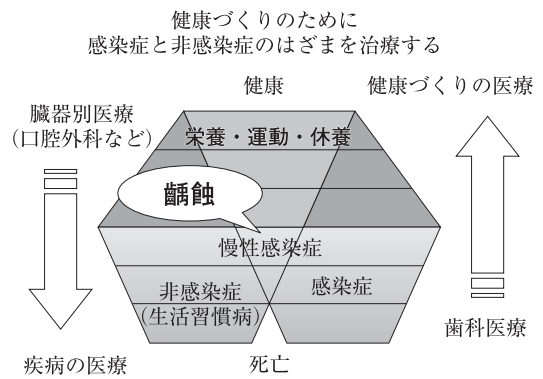 健康づくりのために
感染症と非感染症のはざまを治療する
健康
健康づくりの医療
臓器別医療
(口腔外科など)
栄養・運動・休養
齲蝕
慢性感染症
非感染症
(生活習慣病)
感染症
歯科医療
疾病の医療
死亡